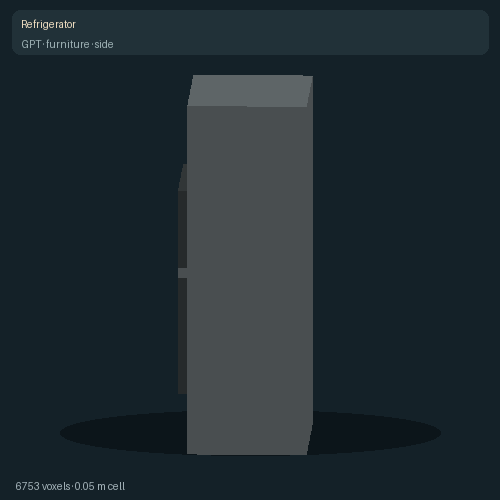 Refrigerator
GPT · furniture · side
6753 voxels · 0.05 m cell